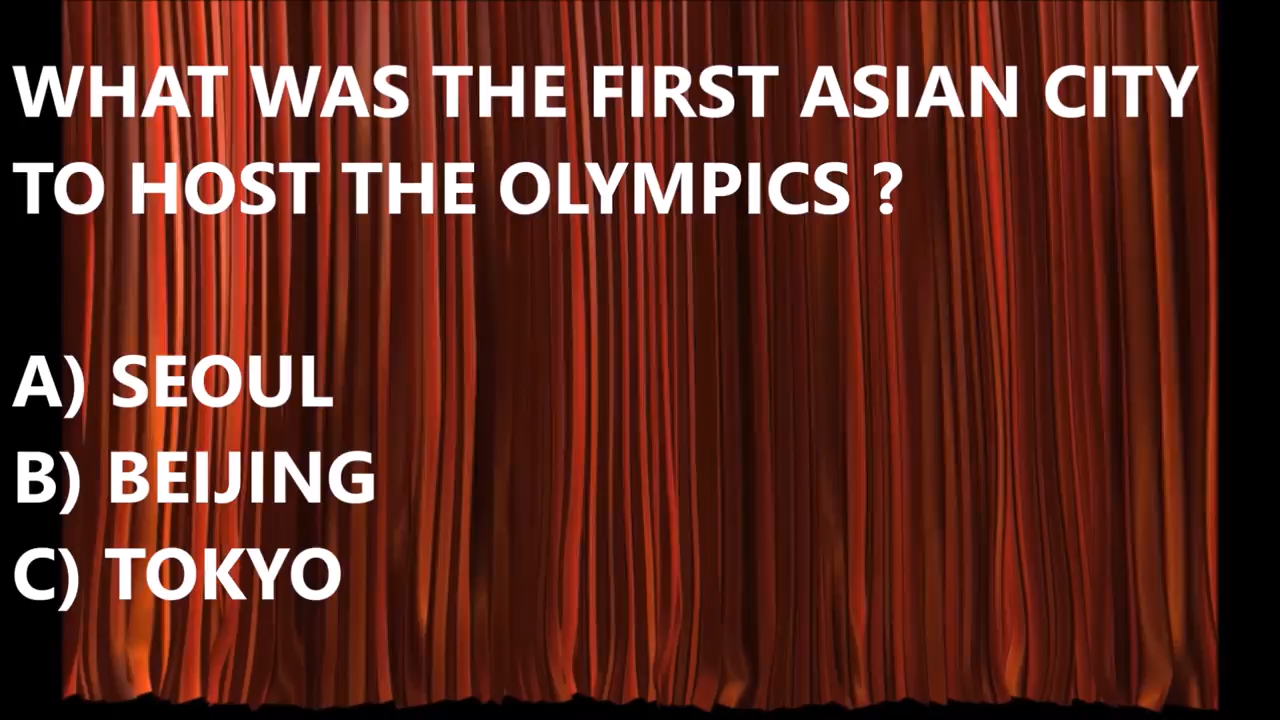 WHAT WAS THE FIRST ASIAN CITY
TO HOST THE OLYMPICS ?
A) SEOUL
B) BEIJING
C) TOKYO